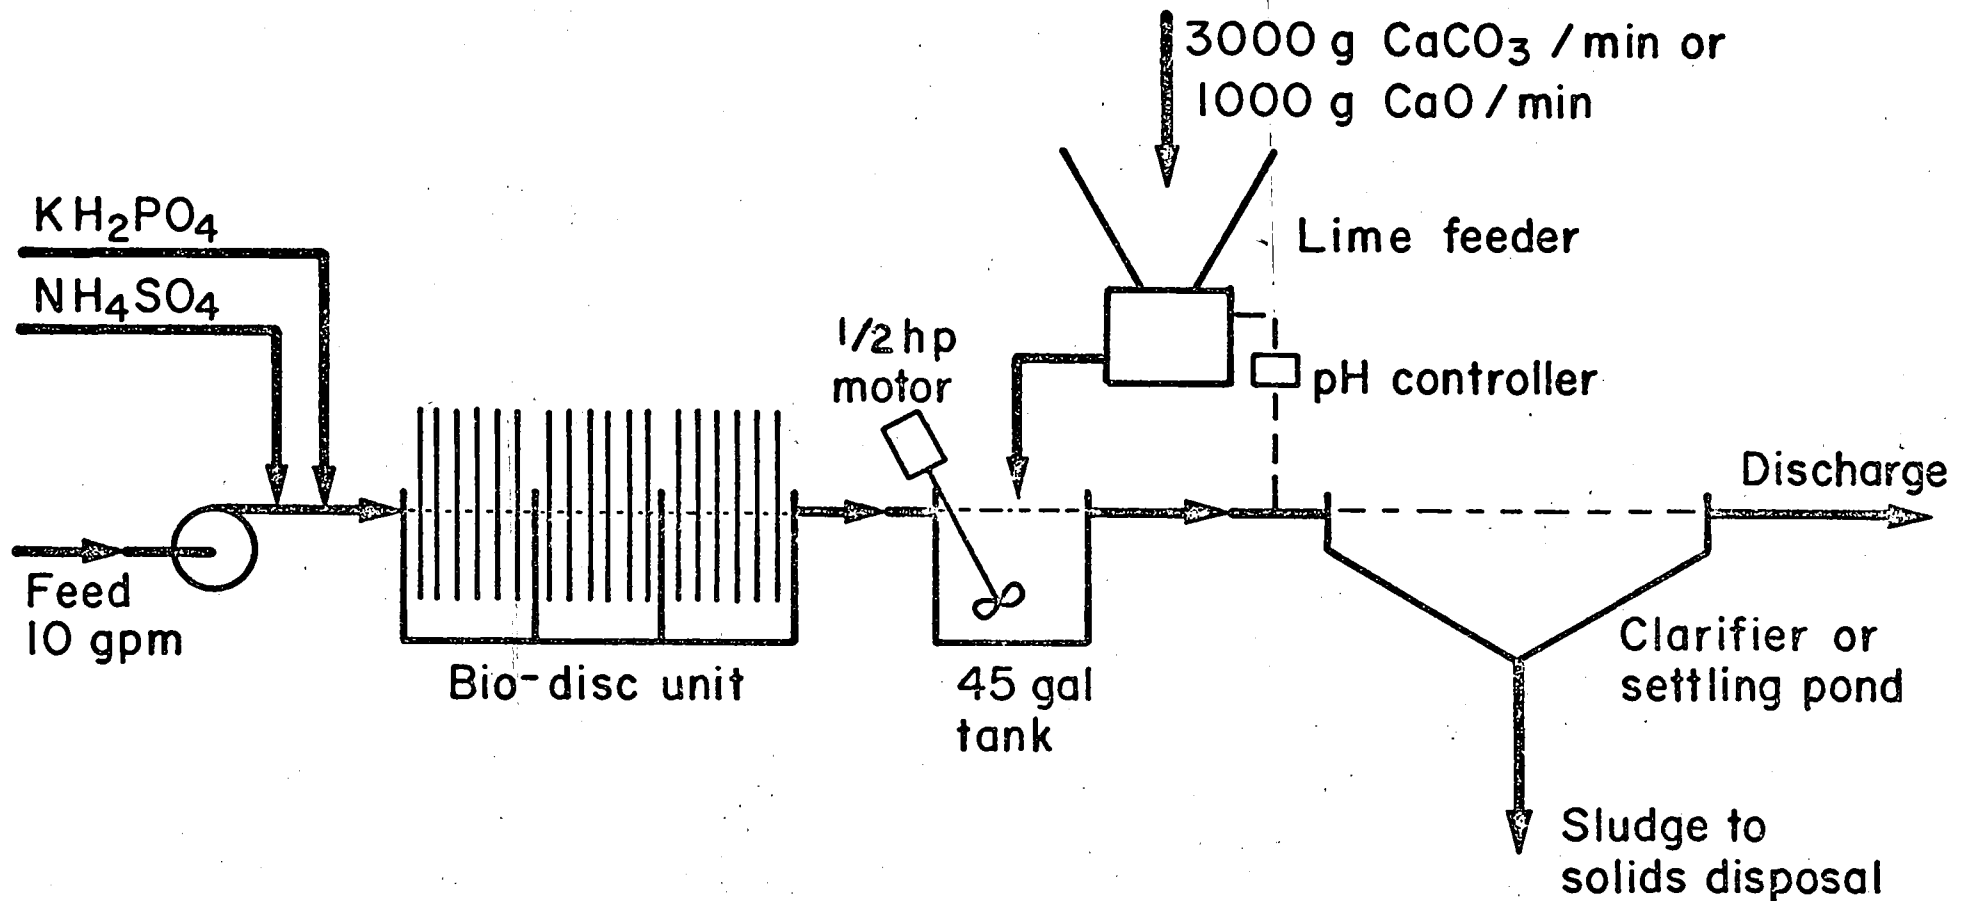 3000 g CaCO₃ / min or
1000 g CaO / min
KH₂PO₄
NH₄SO₄
Lime feeder
1/2 hp
motor
pH controller
Discharge
Feed
10 gpm
Bio-disc unit
45 gal
tank
Clarifier or
settling pond
Sludge to
solids disposal